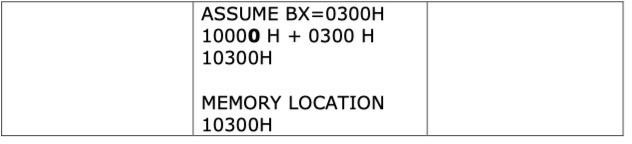 ASSUME BX=0300H
10000 H + 0300 H
10300H
MEMORY LOCATION
10300H